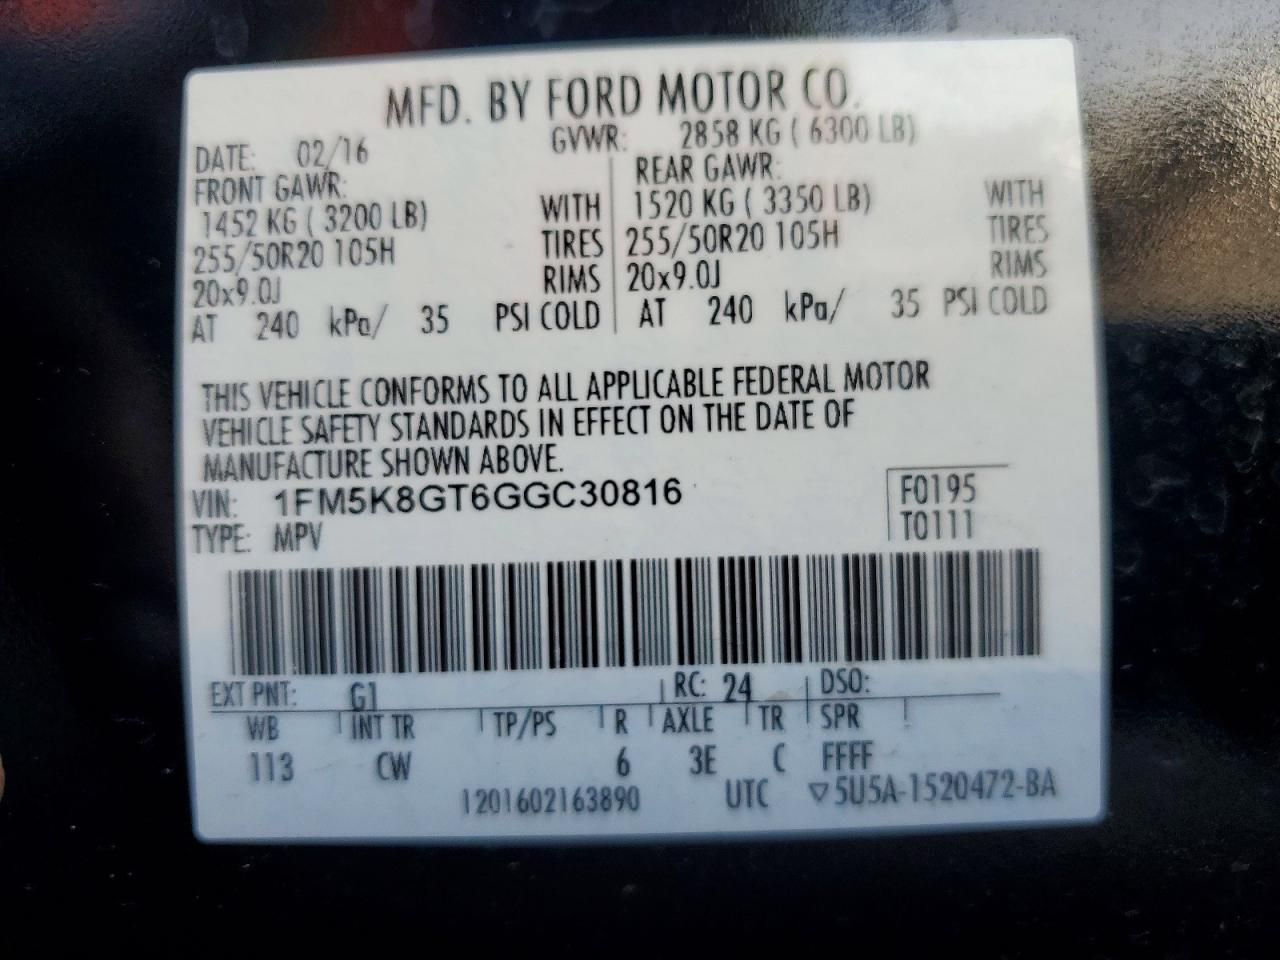 MFD. BY FORD MOTOR CO.
DATE: 02/16 GVWR: 2858 KG ( 6300 LB)
FRONT GAWR: REAR GAWR:
1452 KG ( 3200 LB) WITH 1520 KG ( 3350 LB) WITH
255/50R20 105H TIRES 255/50R20 105H TIRES
20x9.0J RIMS 20x9.0J RIMS
AT 240 kPa/ 35 PSI COLD AT 240 kPa/ 35 PSI COLD
THIS VEHICLE CONFORMS TO ALL APPLICABLE FEDERAL MOTOR
VEHICLE SAFETY STANDARDS IN EFFECT ON THE DATE OF
MANUFACTURE SHOWN ABOVE.
VIN: 1FM5K8GT6GGC30816 F0195
TYPE: MPV T0111
EXT PNT: G1 RC: 24 DSO:
WB INT TR TP/PS R AXLE TR SPR
113 CW 6 3E C FFFF
1201602163890 UTC ▽5U5A-1520472-BA